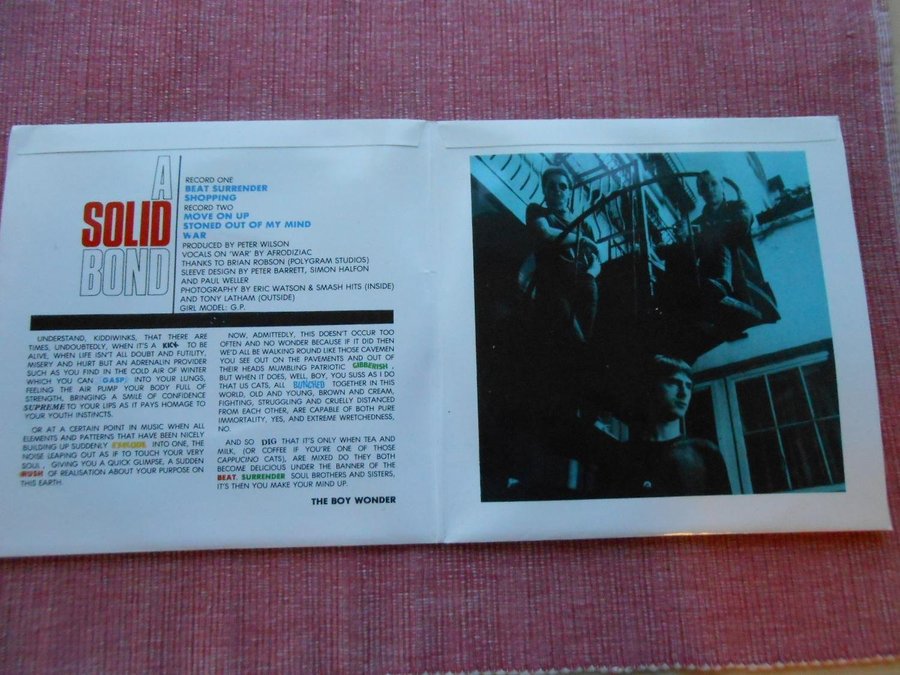 A
SOLID
BOND
RECORD ONE
BEAT SURRENDER
SHOPPING
RECORD TWO
MOVE ON UP
STONED OUT OF MY MIND
WAR
PRODUCED BY PETER WILSON
VOCALS ON 'WAR' BY AFRODIZIAC
THANKS TO BRIAN ROBSON (POLYGRAM STUDIOS)
SLEEVE DESIGN BY PETER BARRETT, SIMON HALFON
AND PAUL WELLER
PHOTOGRAPHY BY ERIC WATSON & SMASH HITS (INSIDE)
AND TONY LATHAM (OUTSIDE)
GIRL MODEL: G.P.
UNDERSTAND, KIDDIWINKS, THAT THERE ARE
TIMES, UNDOUBTEDLY, WHEN IT'S A KICK TO BE
ALIVE, WHEN LIFE ISN'T ALL DOUBT AND FUTILITY,
MISERY AND HURT BUT AN ADRENALIN PROVIDER
SUCH AS YOU FIND IN THE COLD AIR OF WINTER
WHICH YOU CAN GASP! INTO YOUR LUNGS,
FEELING THE AIR PUMP YOUR BODY FULL OF
STRENGTH, BRINGING A SMILE OF CONFIDENCE
SUPREME TO YOUR LIPS AS IT PAYS HOMAGE TO
YOUR YOUTH INSTINCTS.
OR AT A CERTAIN POINT IN MUSIC WHEN ALL
ELEMENTS AND PATTERNS THAT HAVE BEEN NICELY
BUILDING UP SUDDENLY EXPLODE INTO ONE, THE
NOISE LEAPING OUT AS IF TO TOUCH YOUR VERY
SOUL, GIVING YOU A QUICK GLIMPSE, A SUDDEN
RUSH OF REALISATION ABOUT YOUR PURPOSE ON
THIS EARTH.
NOW, ADMITTEDLY, THIS DOESN'T OCCUR TOO
OFTEN AND NO WONDER BECAUSE IF IT DID THEN
WE'D ALL BE WALKING ROUND LIKE THOSE CAVEMEN
YOU SEE OUT ON THE PAVEMENTS AND OUT OF
THEIR HEADS MUMBLING PATRIOTIC GIBBERISH,
BUT WHEN IT DOES, WELL, BOY, YOU SUSS AS I DO
THAT US CATS, ALL BUNCHED TOGETHER IN THIS
WORLD, OLD AND YOUNG, BROWN AND CREAM,
FIGHTING, STRUGGLING AND CRUELLY DISTANCED
FROM EACH OTHER, ARE CAPABLE OF BOTH PURE
IMMORTALITY, YES, AND EXTREME WRETCHEDNESS,
NO.
AND SO DIG THAT IT'S ONLY WHEN TEA AND
MILK, (OR COFFEE IF YOU'RE ONE OF THOSE
CAPPUCINO CATS), ARE MIXED DO THEY BOTH
BECOME DELICIOUS UNDER THE BANNER OF THE
BEAT SURRENDER SOUL BROTHERS AND SISTERS,
IT'S THEN YOU MAKE YOUR MIND UP.
THE BOY WONDER